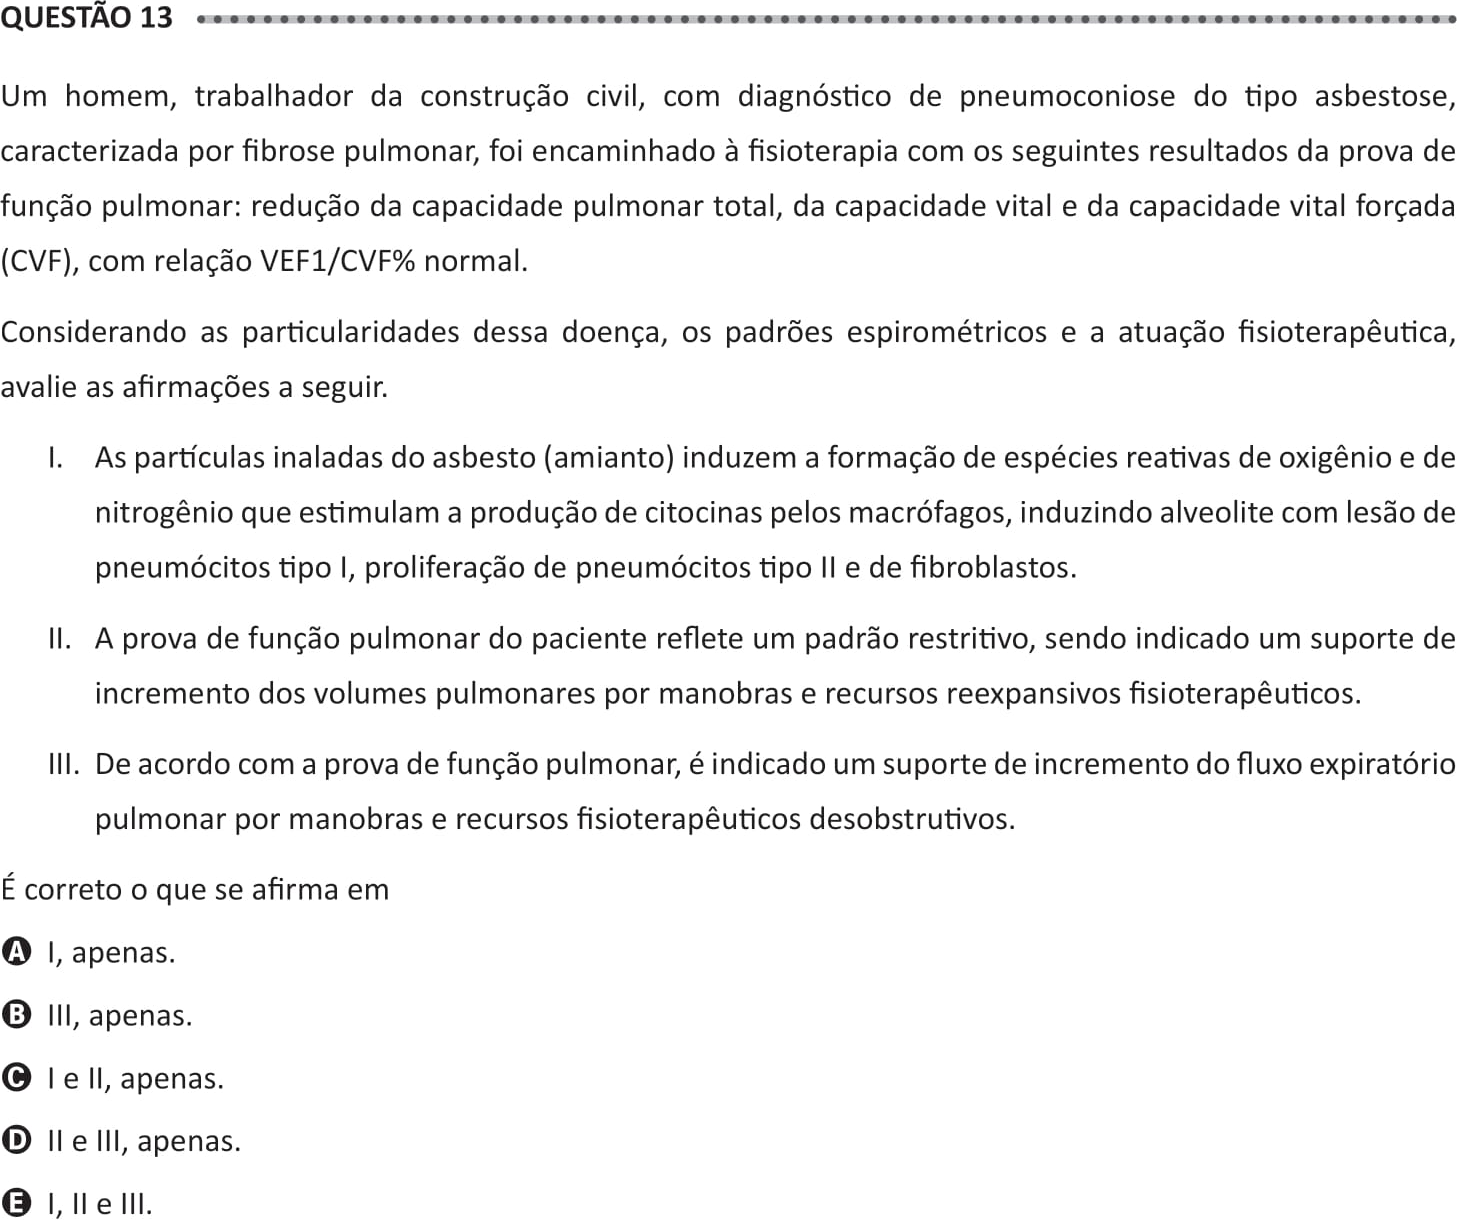 QUESTÃO 13
Um homem, trabalhador da construção civil, com diagnóstico de pneumoconiose do tipo asbestose,
caracterizada por fibrose pulmonar, foi encaminhado à fisioterapia com os seguintes resultados da prova de
função pulmonar: redução da capacidade pulmonar total, da capacidade vital e da capacidade vital forçada
(CVF), com relação VEF1/CVF% normal.
Considerando as particularidades dessa doença, os padrões espirométricos e a atuação fisioterapêutica,
avalie as afirmações a seguir.
I. As partículas inaladas do asbesto (amianto) induzem a formação de espécies reativas de oxigênio e de
nitrogênio que estimulam a produção de citocinas pelos macrófagos, induzindo alveolite com lesão de
pneumócitos tipo I, proliferação de pneumócitos tipo II e de fibroblastos.
II. A prova de função pulmonar do paciente reflete um padrão restritivo, sendo indicado um suporte de
incremento dos volumes pulmonares por manobras e recursos reexpansivos fisioterapêuticos.
III. De acordo com a prova de função pulmonar, é indicado um suporte de incremento do fluxo expiratório
pulmonar por manobras e recursos fisioterapêuticos desobstrutivos.
É correto o que se afirma em
A I, apenas.
B III, apenas.
C I e II, apenas.
D II e III, apenas.
E I, II e III.